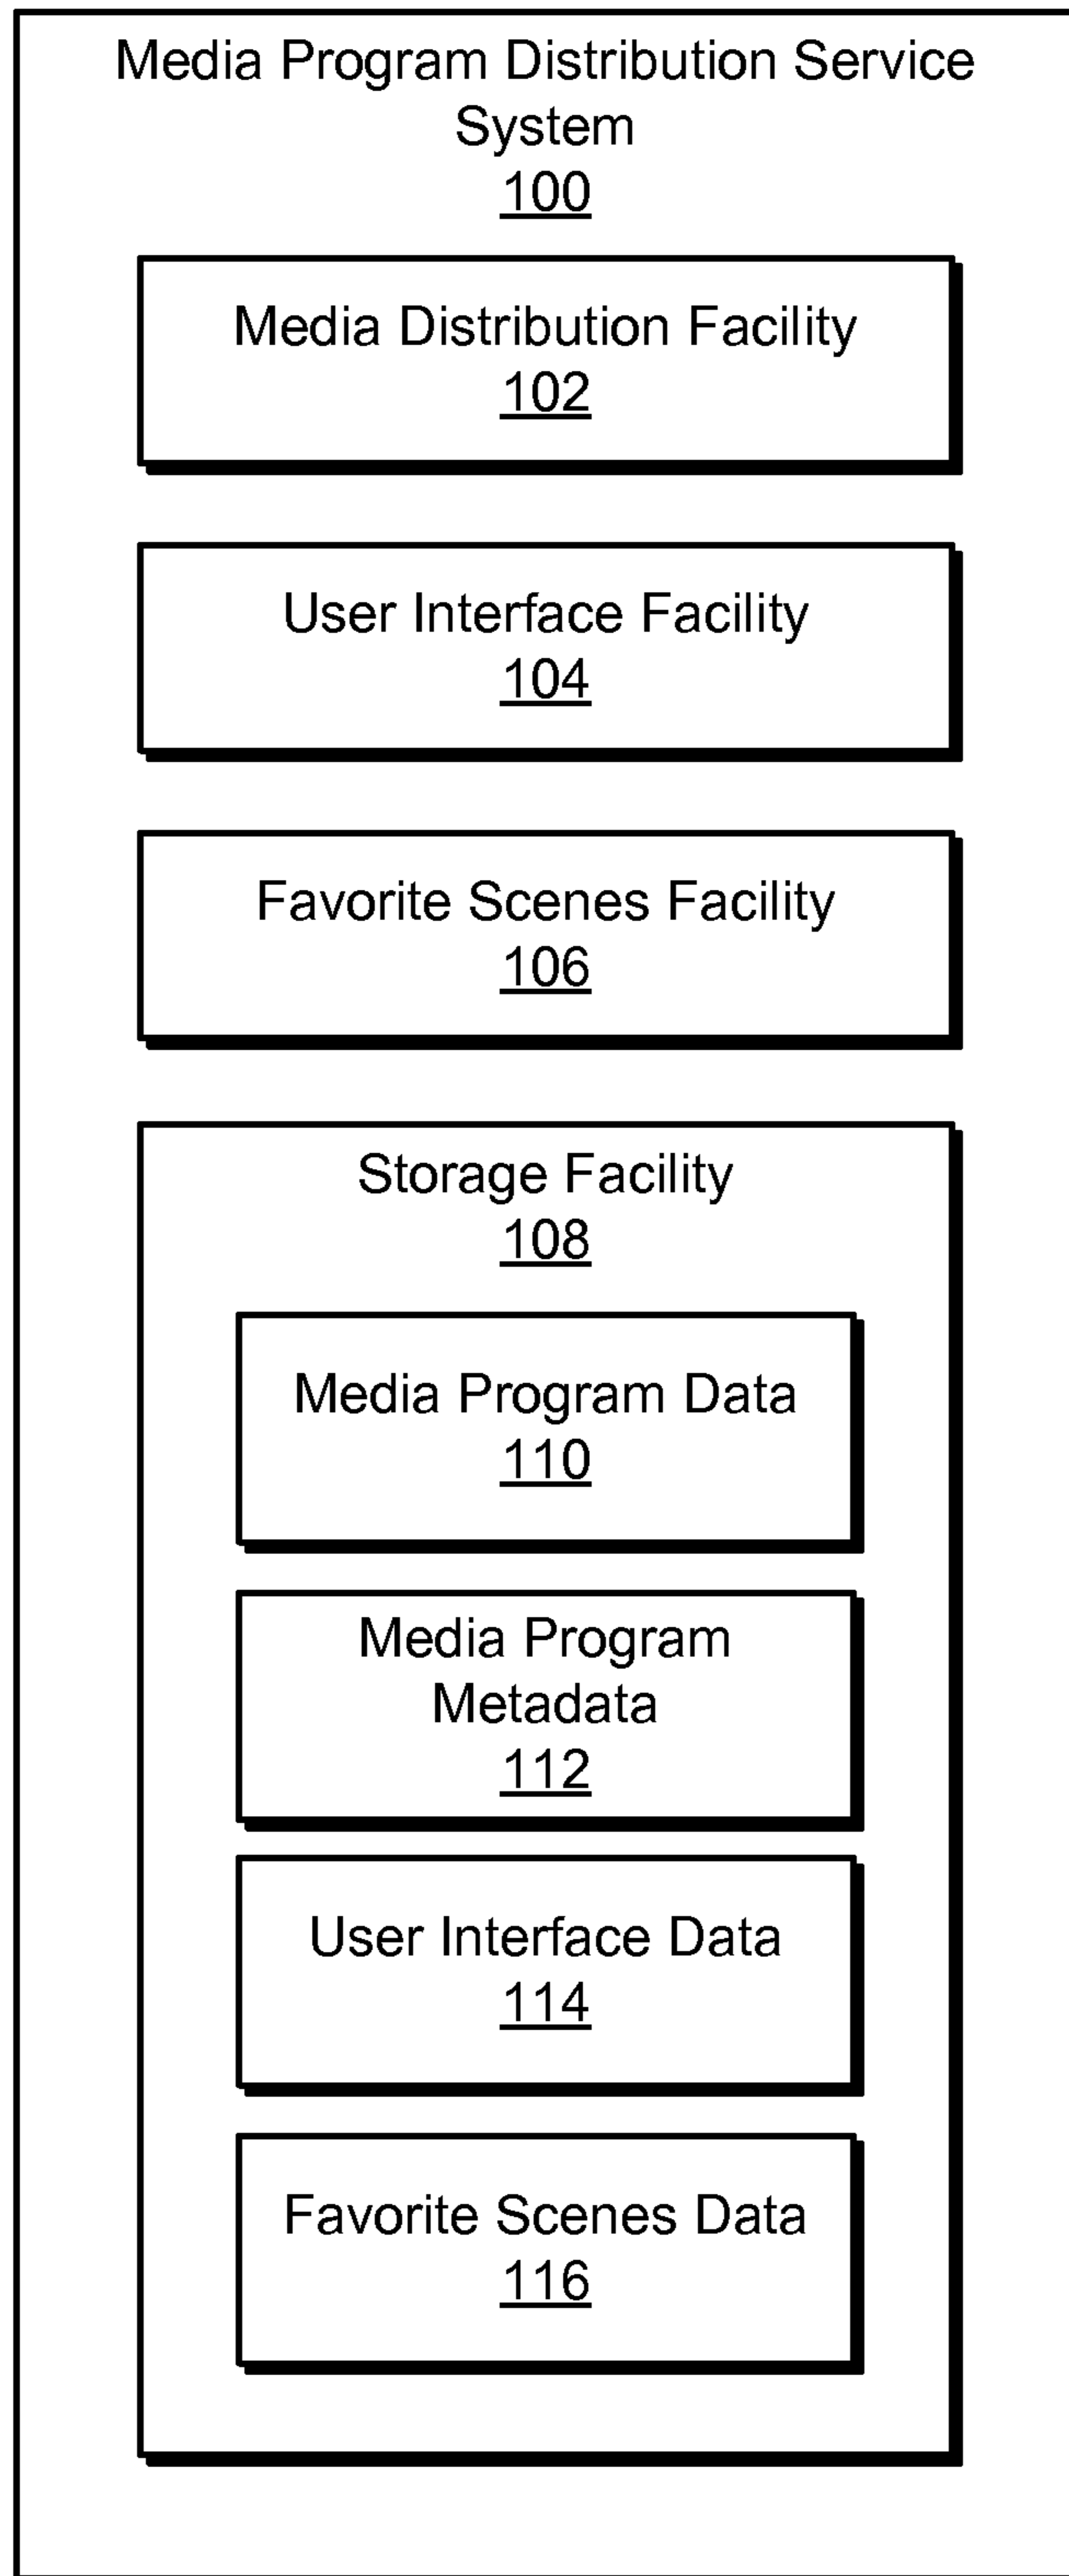 Media Program Distribution Service
System
100
Media Distribution Facility
102
User Interface Facility
104
Favorite Scenes Facility
106
Storage Facility
108
Media Program Data
110
Media Program
Metadata
112
User Interface Data
114
Favorite Scenes Data
116